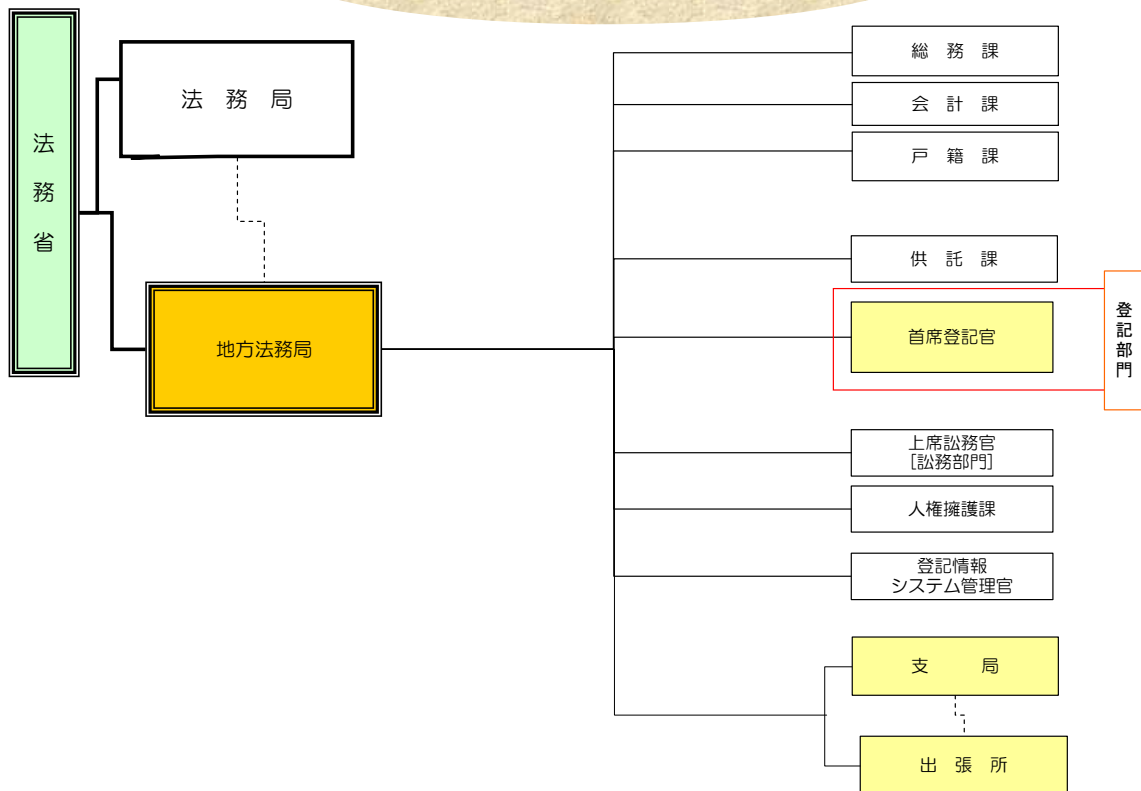 法務省
法　務　局
地方法務局
総　務　課
会　計　課
戸　籍　課
供　託　課
首席登記官
登記部門
上席訟務官
[訟務部門]
人権擁護課
登記情報
システム管理官
支　　　局
出　張　所